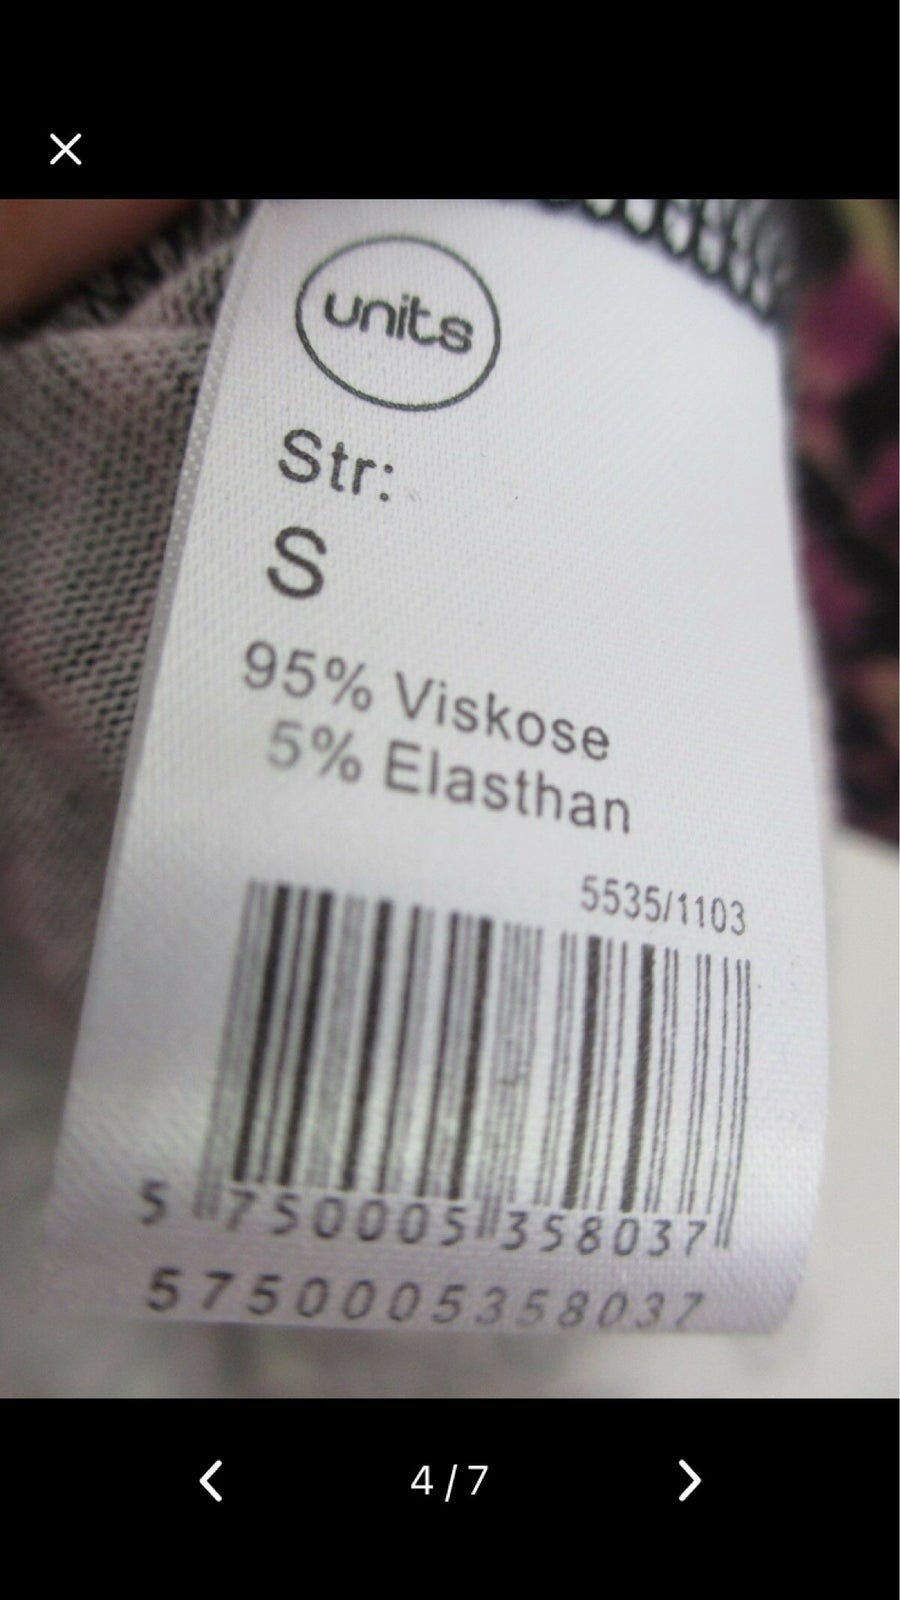 units
Str:
S
95% Viskose
5% Elasthan
5535/1103
5 750005 358037
5750005358037
4 / 7